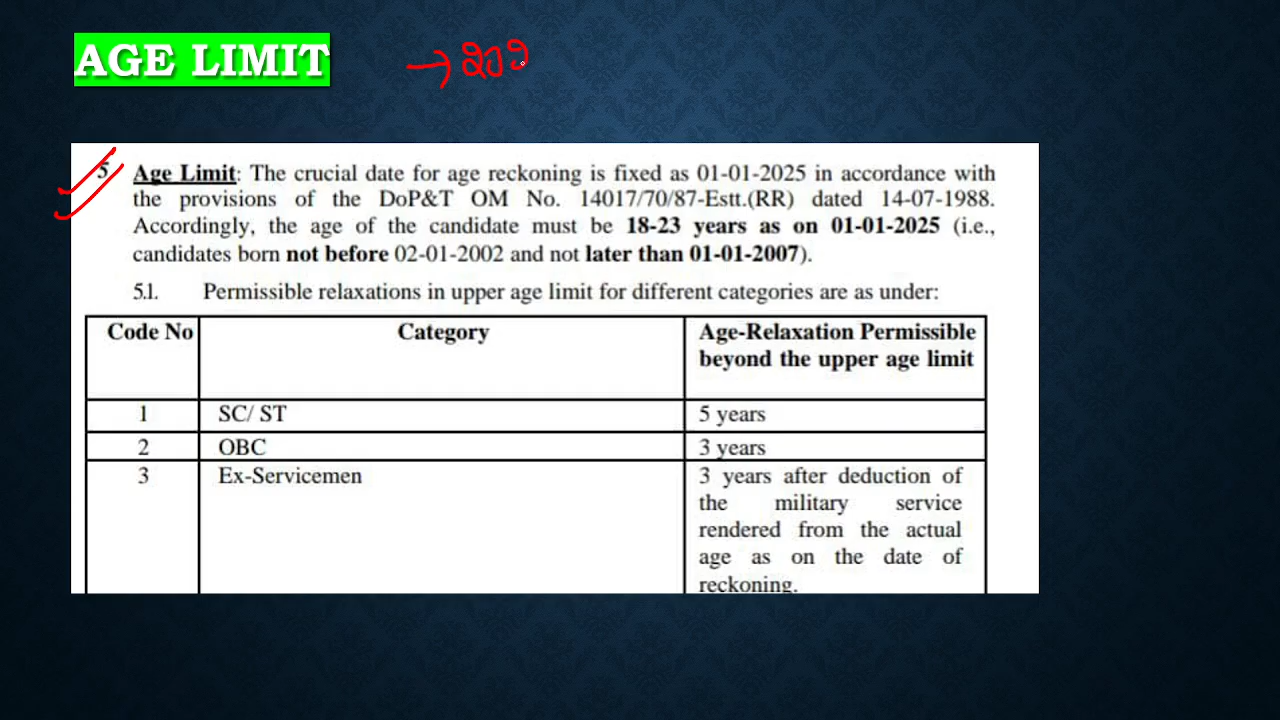 AGE LIMIT
5 Age Limit: The crucial date for age reckoning is fixed as 01-01-2025 in accordance with
the provisions of the DoP&T OM No. 14017/70/87-Estt.(RR) dated 14-07-1988.
Accordingly, the age of the candidate must be 18-23 years as on 01-01-2025 (i.e.,
candidates born not before 02-01-2002 and not later than 01-01-2007).
5.1. Permissible relaxations in upper age limit for different categories are as under:
Code No Category Age-Relaxation Permissible
beyond the upper age limit
1 SC/ ST 5 years
2 OBC 3 years
3 Ex-Servicemen 3 years after deduction of
the military service
rendered from the actual
age as on the date of
reckoning.